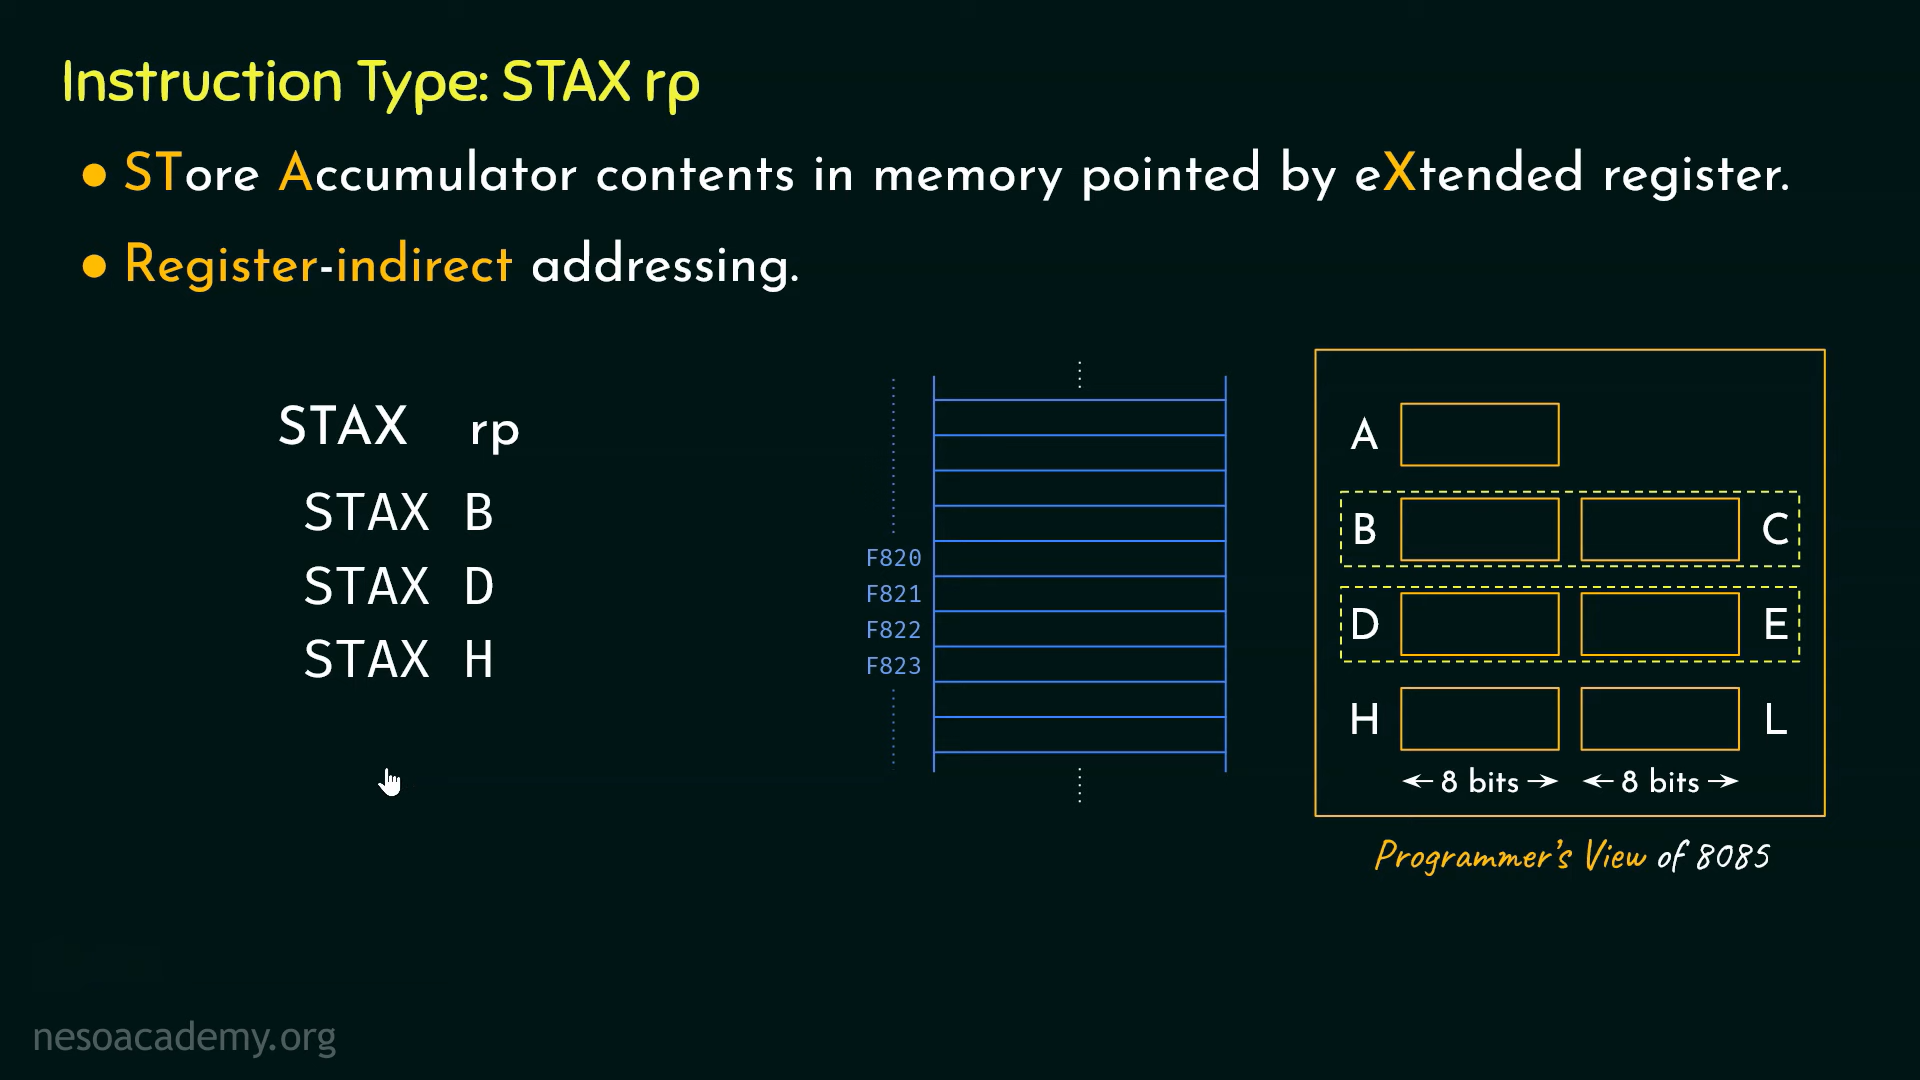 Instruction Type: STAX rp
● STore Accumulator contents in memory pointed by eXtended register.
● Register-indirect addressing.
STAX rp
STAX B
STAX D
STAX H
F820
F821
F822
F823
A
B C
D E
H L
← 8 bits → ← 8 bits →
Programmer's View of 8085
nesoacademy.org